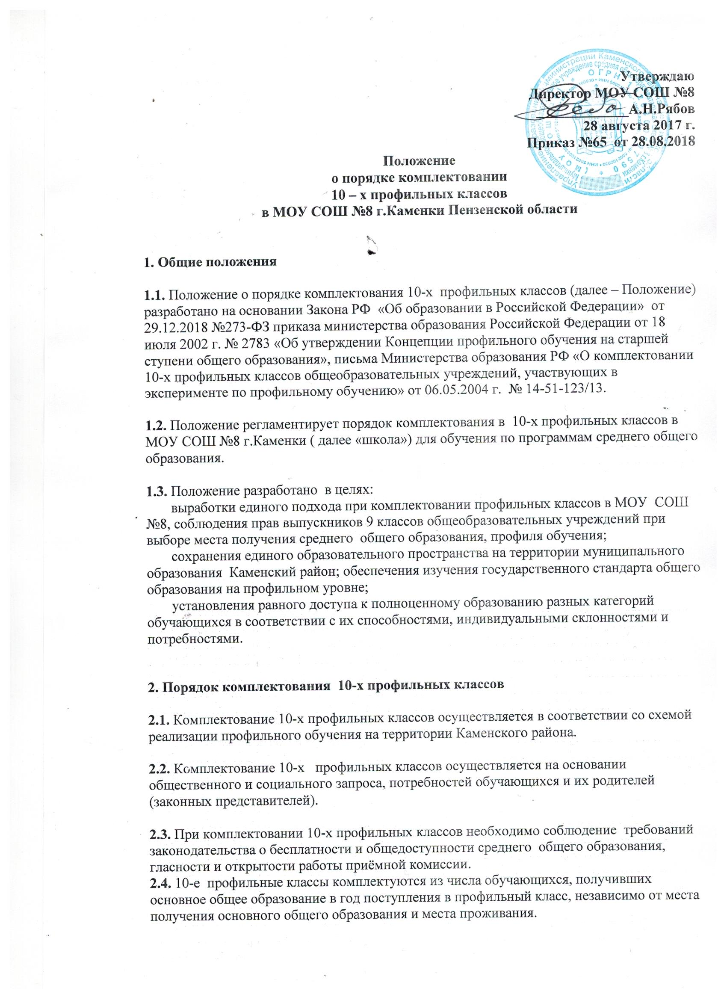 Утверждаю
Директор МОУ СОШ №8
А.Н.Рябов
28 августа 2017 г.
Приказ №65 от 28.08.2018
Положение
о порядке комплектовании
10 – х профильных классов
в МОУ СОШ №8 г.Каменки Пензенской области
1. Общие положения
1.1. Положение о порядке комплектования 10-х профильных классов (далее – Положение)
разработано на основании Закона РФ «Об образовании в Российской Федерации» от
29.12.2018 №273-ФЗ приказа министерства образования Российской Федерации от 18
июля 2002 г. № 2783 «Об утверждении Концепции профильного обучения на старшей
ступени общего образования», письма Министерства образования РФ «О комплектовании
10-х профильных классов общеобразовательных учреждений, участвующих в
эксперименте по профильному обучению» от 06.05.2004 г. № 14-51-123/13.
1.2. Положение регламентирует порядок комплектования в 10-х профильных классов в
МОУ СОШ №8 г.Каменки ( далее «школа») для обучения по программам среднего общего
образования.
1.3. Положение разработано в целях:
выработки единого подхода при комплектовании профильных классов в МОУ СОШ
№8, соблюдения прав выпускников 9 классов общеобразовательных учреждений при
выборе места получения среднего общего образования, профиля обучения;
сохранения единого образовательного пространства на территории муниципального
образования Каменский район; обеспечения изучения государственного стандарта общего
образования на профильном уровне;
установления равного доступа к полноценному образованию разных категорий
обучающихся в соответствии с их способностями, индивидуальными склонностями и
потребностями.
2. Порядок комплектования 10-х профильных классов
2.1. Комплектование 10-х профильных классов осуществляется в соответствии со схемой
реализации профильного обучения на территории Каменского района.
2.2. Комплектование 10-х профильных классов осуществляется на основании
общественного и социального запроса, потребностей обучающихся и их родителей
(законных представителей).
2.3. При комплектовании 10-х профильных классов необходимо соблюдение требований
законодательства о бесплатности и общедоступности среднего общего образования,
гласности и открытости работы приёмной комиссии.
2.4. 10-е профильные классы комплектуются из числа обучающихся, получивших
основное общее образование в год поступления в профильный класс, независимо от места
получения основного общего образования и места проживания.